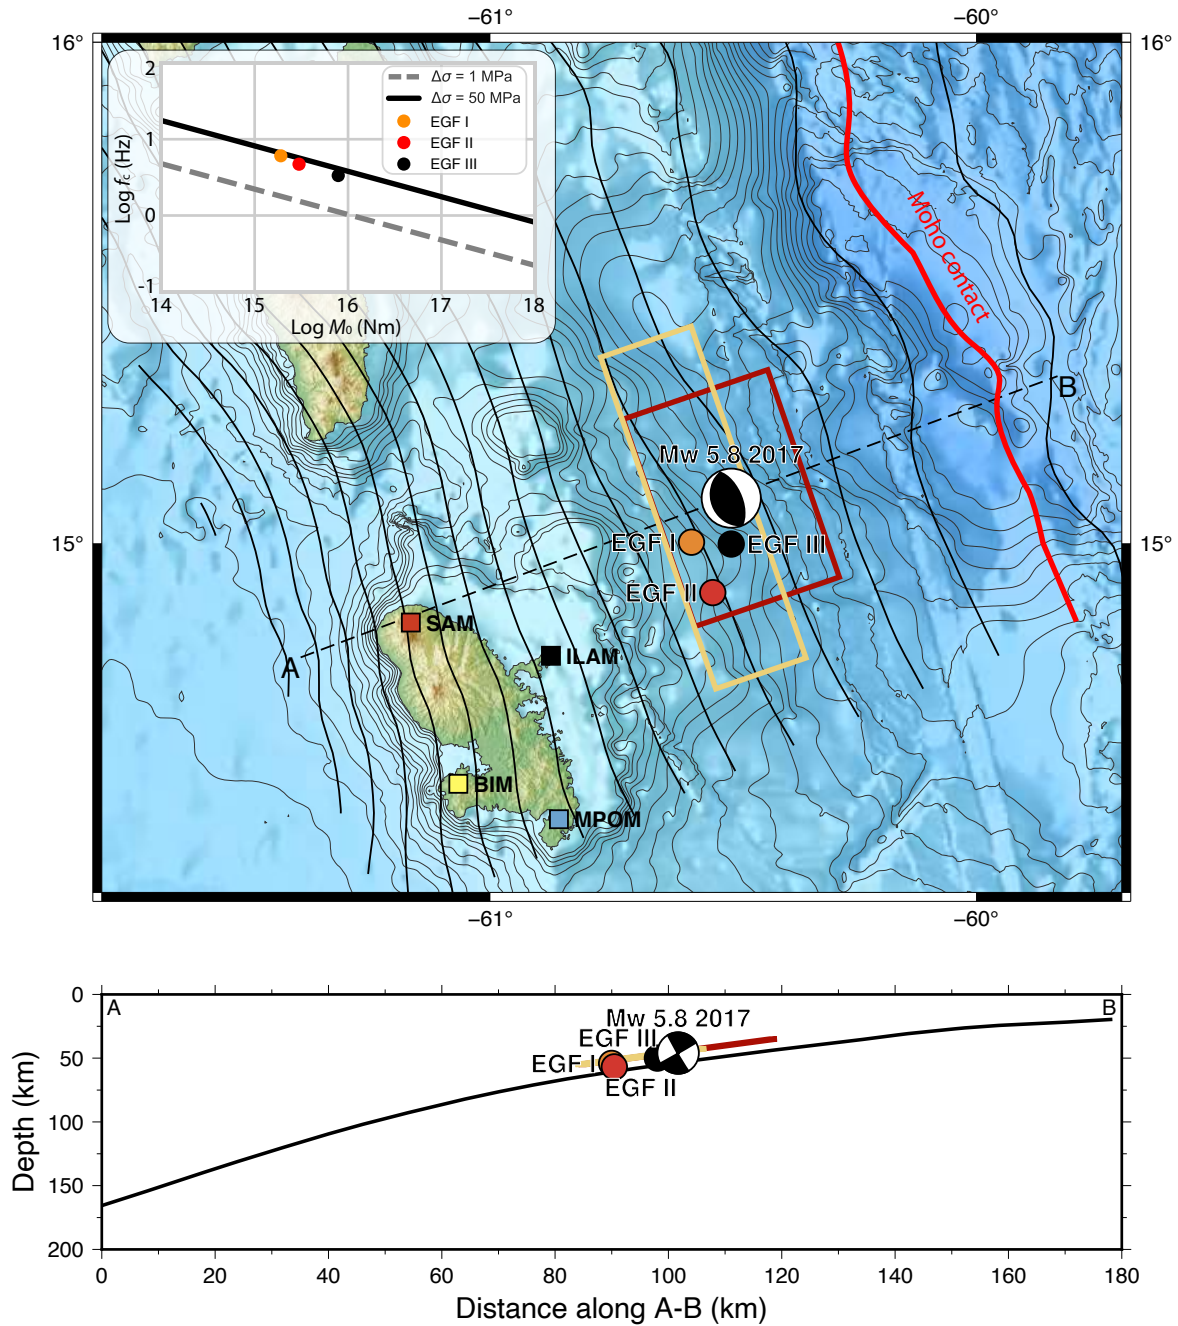 −61°
−60°
16°
16°
2
1
0
-1
Log fc (Hz)
14
15
16
17
18
Log M0 (Nm)
Δσ = 1 MPa
Δσ = 50 MPa
EGF I
EGF II
EGF III
Moho contact
B
Mw 5.8 2017
EGF I
EGF III
EGF II
15°
15°
SAM
ILAM
A
BIM
MPOM
−61°
−60°
0
50
100
150
200
Depth (km)
A
B
Mw 5.8 2017
EGF III
EGF I
EGF II
0
20
40
60
80
100
120
140
160
180
Distance along A-B (km)